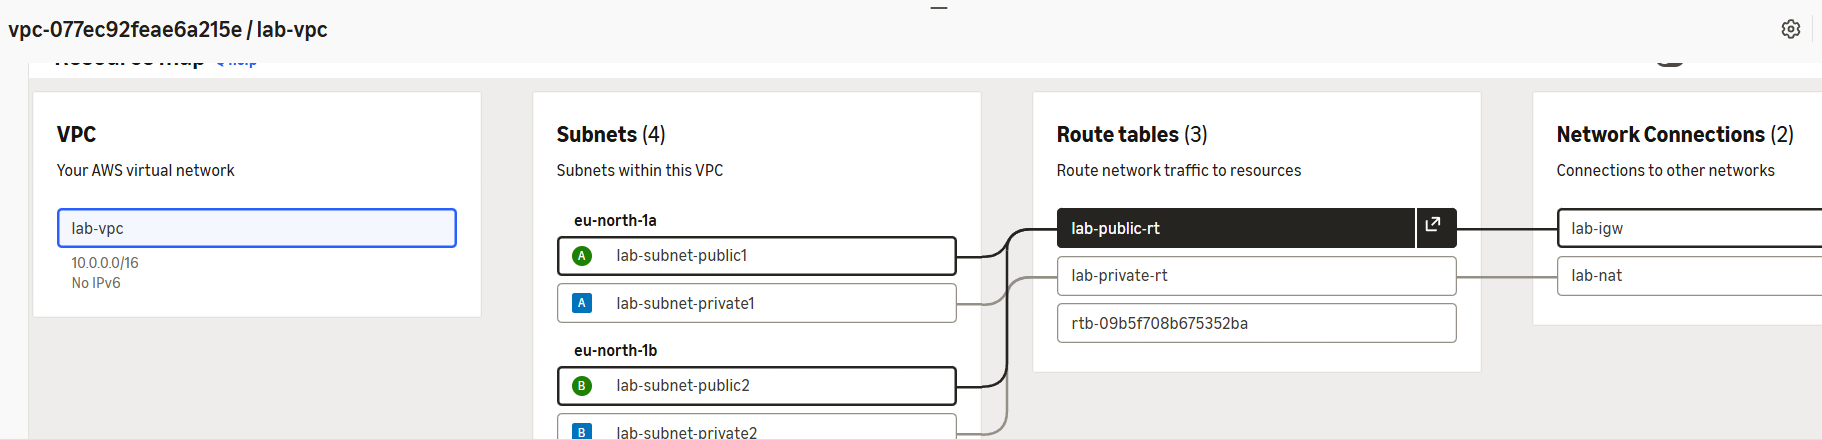 vpc-077ec92feae6a215e / lab-vpc
Resource map
Help
VPC
Your AWS virtual network
lab-vpc
10.0.0.0/16
No IPv6
Subnets (4)
Subnets within this VPC
eu-north-1a
A lab-subnet-public1
A lab-subnet-private1
eu-north-1b
B lab-subnet-public2
B lab-subnet-private2
Route tables (3)
Route network traffic to resources
lab-public-rt
lab-private-rt
rtb-09b5f708b675352ba
Network Connections (2)
Connections to other networks
lab-igw
lab-nat